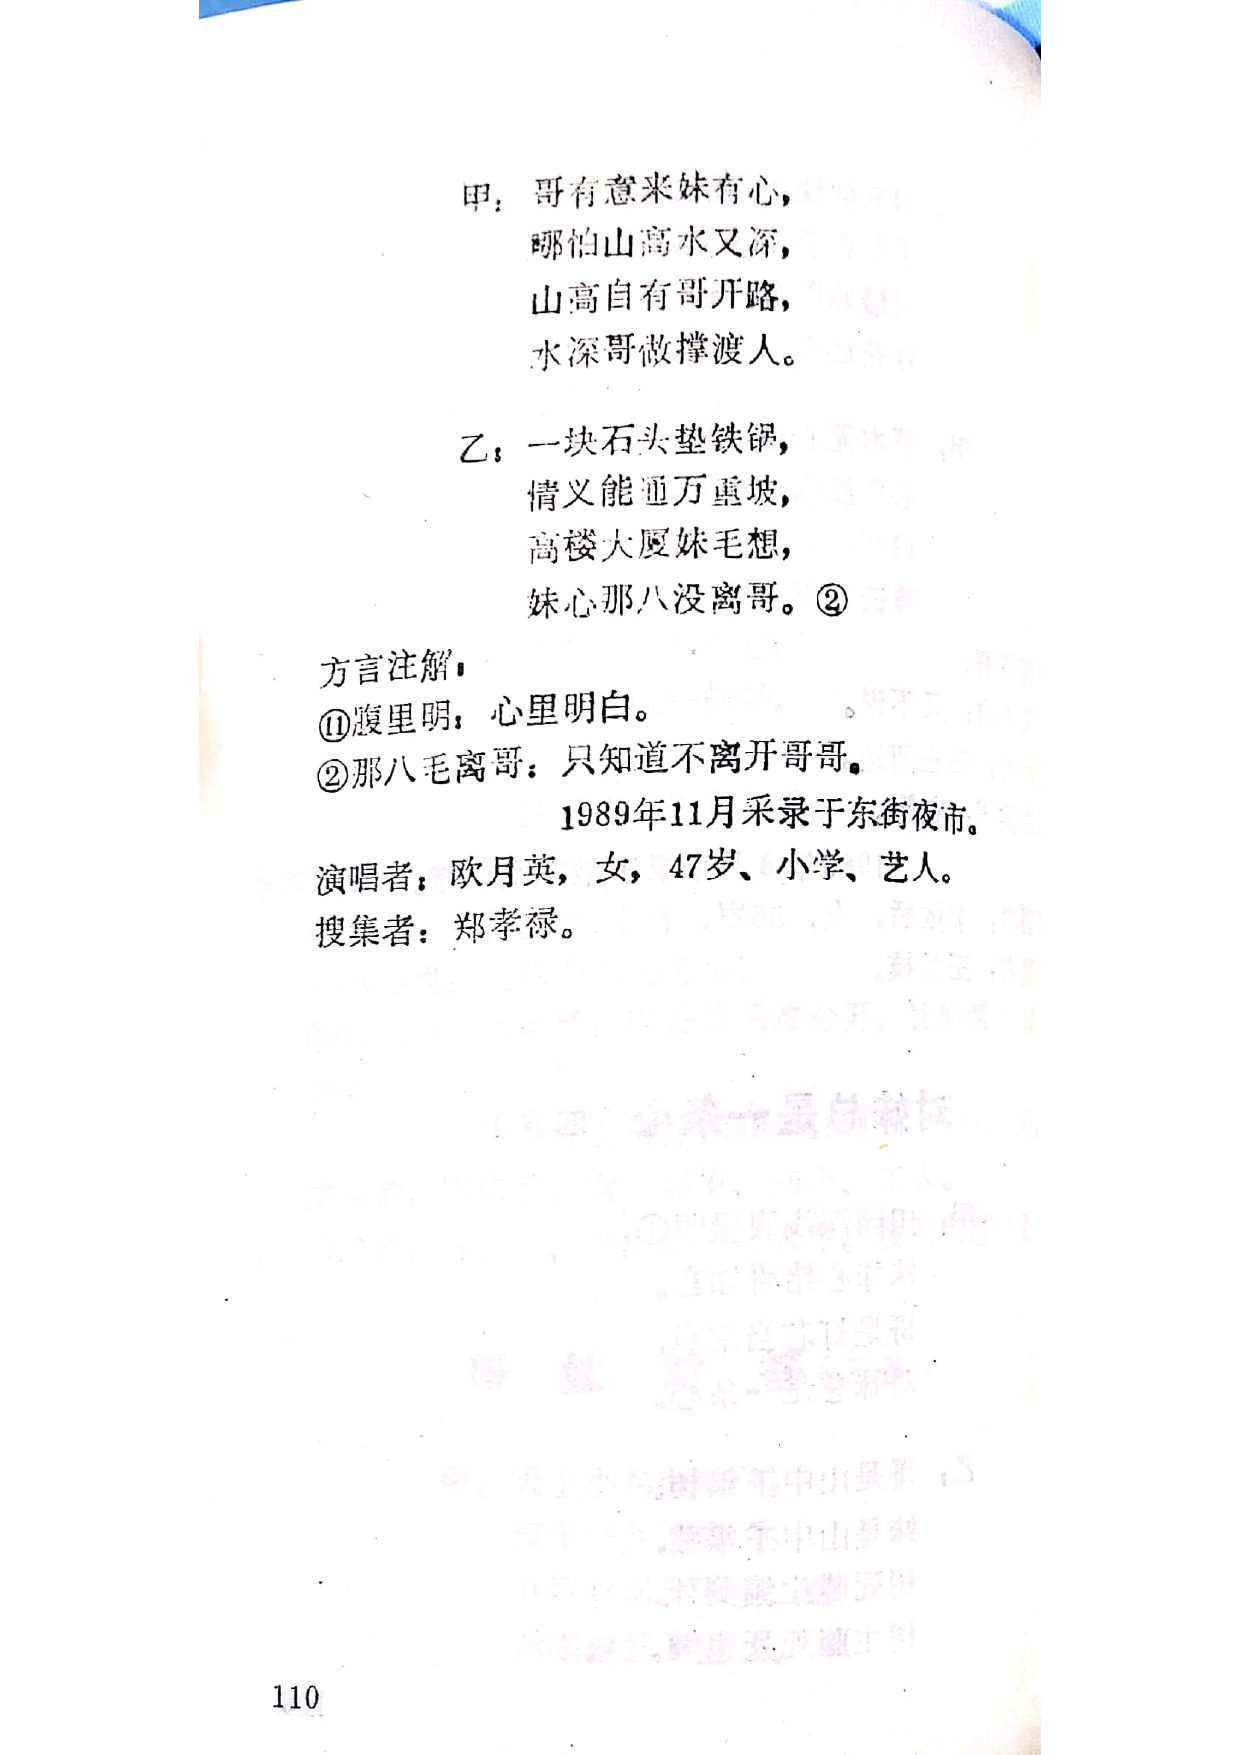 甲：哥有意来妹有心，
哪怕山高水又深，
山高自有哥开路，
水深哥做撑渡人。
乙：一块石头垫铁锅，
情义能通万重坡，
高楼大厦妹毛想，
妹心那八没离哥。②
方言注解：
⑪腹里明：心里明白。
②那八毛离哥：只知道不离开哥哥。
1989年11月采录于东街夜市。
演唱者：欧月英，女，47岁、小学、艺人。
搜集者：郑孝禄。
110